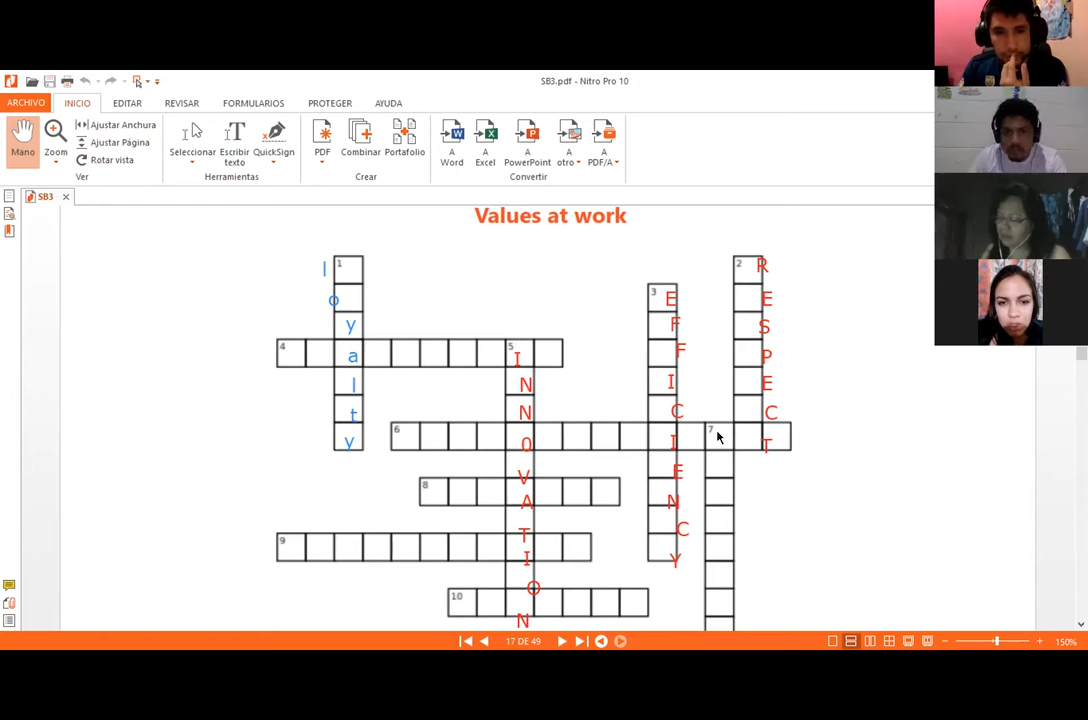 SB3.pdf - Nitro Pro 10
ARCHIVO INICIO EDITAR REVISAR FORMULARIOS PROTEGER AYUDA
Mano
Zoom
Ajustar Anchura
Ajustar Página
Rotar vista
Ver
Seleccionar
Escribir
texto
QuickSign
Herramientas
PDF
Combinar
Portafolio
Crear
A
Word
A
Excel
A
PowerPoint
A
otro
A
PDF/A
Convertir
SB3
Values at work
1
l
o
y
a
l
t
y
2
R
E
S
P
E
C
T
3
E
F
F
I
C
I
E
N
C
Y
4
5
I
N
N
0
V
A
T
I
O
N
6
7
8
9
10
17 DE 49
150%